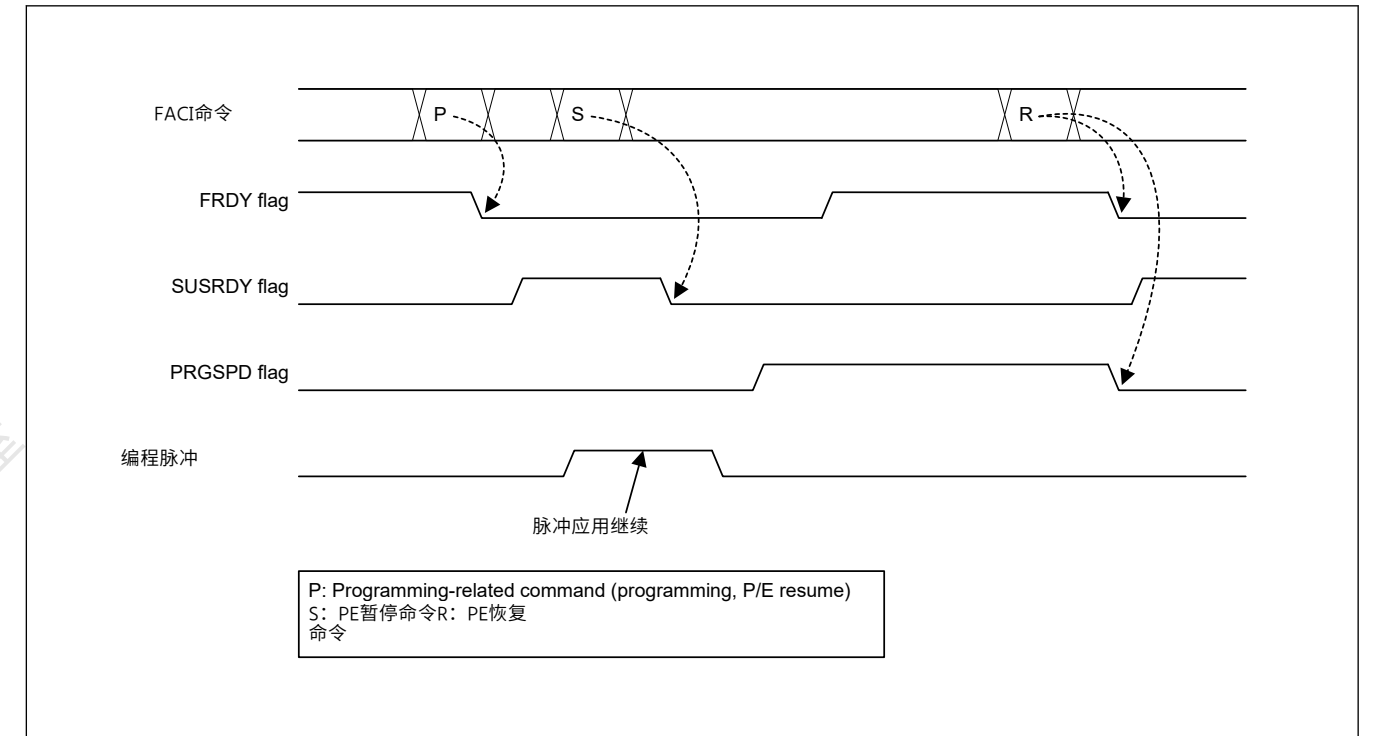 FACI命令
P
S
R
FRDY flag
SUSRDY flag
PRGSPD flag
编程脉冲
脉冲应用继续
P: Programming-related command (programming, P/E resume)
S：PE暂停命令R：PE恢复
命令